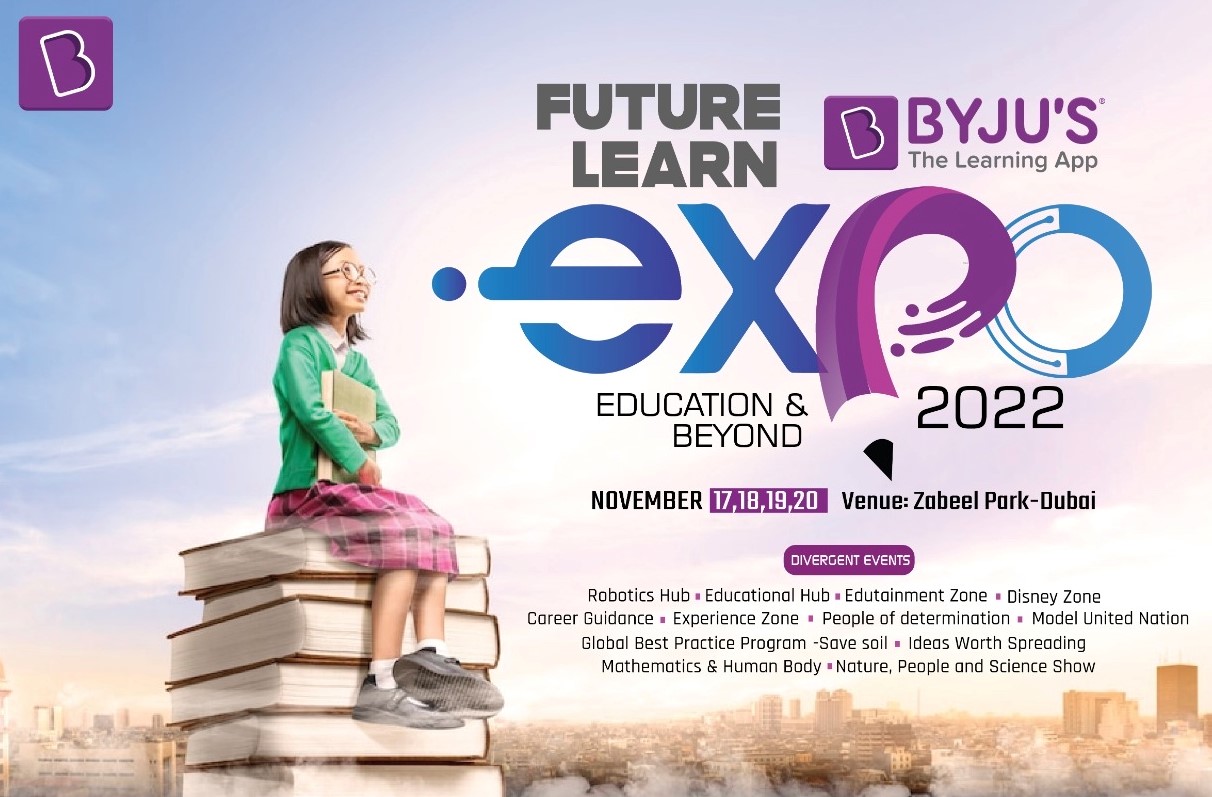 B
FUTURE
LEARN
B BYJU'S®
The Learning App
expo
EDUCATION &
BEYOND
2022
NOVEMBER 17,18,19,20 Venue: Zabeel Park-Dubai
DIVERGENT EVENTS
Robotics Hub ▪ Educational Hub ▪ Edutainment Zone ▪ Disney Zone
Career Guidance ▪ Experience Zone ▪ People of determination ▪ Model United Nation
Global Best Practice Program -Save soil ▪ Ideas Worth Spreading
Mathematics & Human Body ▪ Nature, People and Science Show